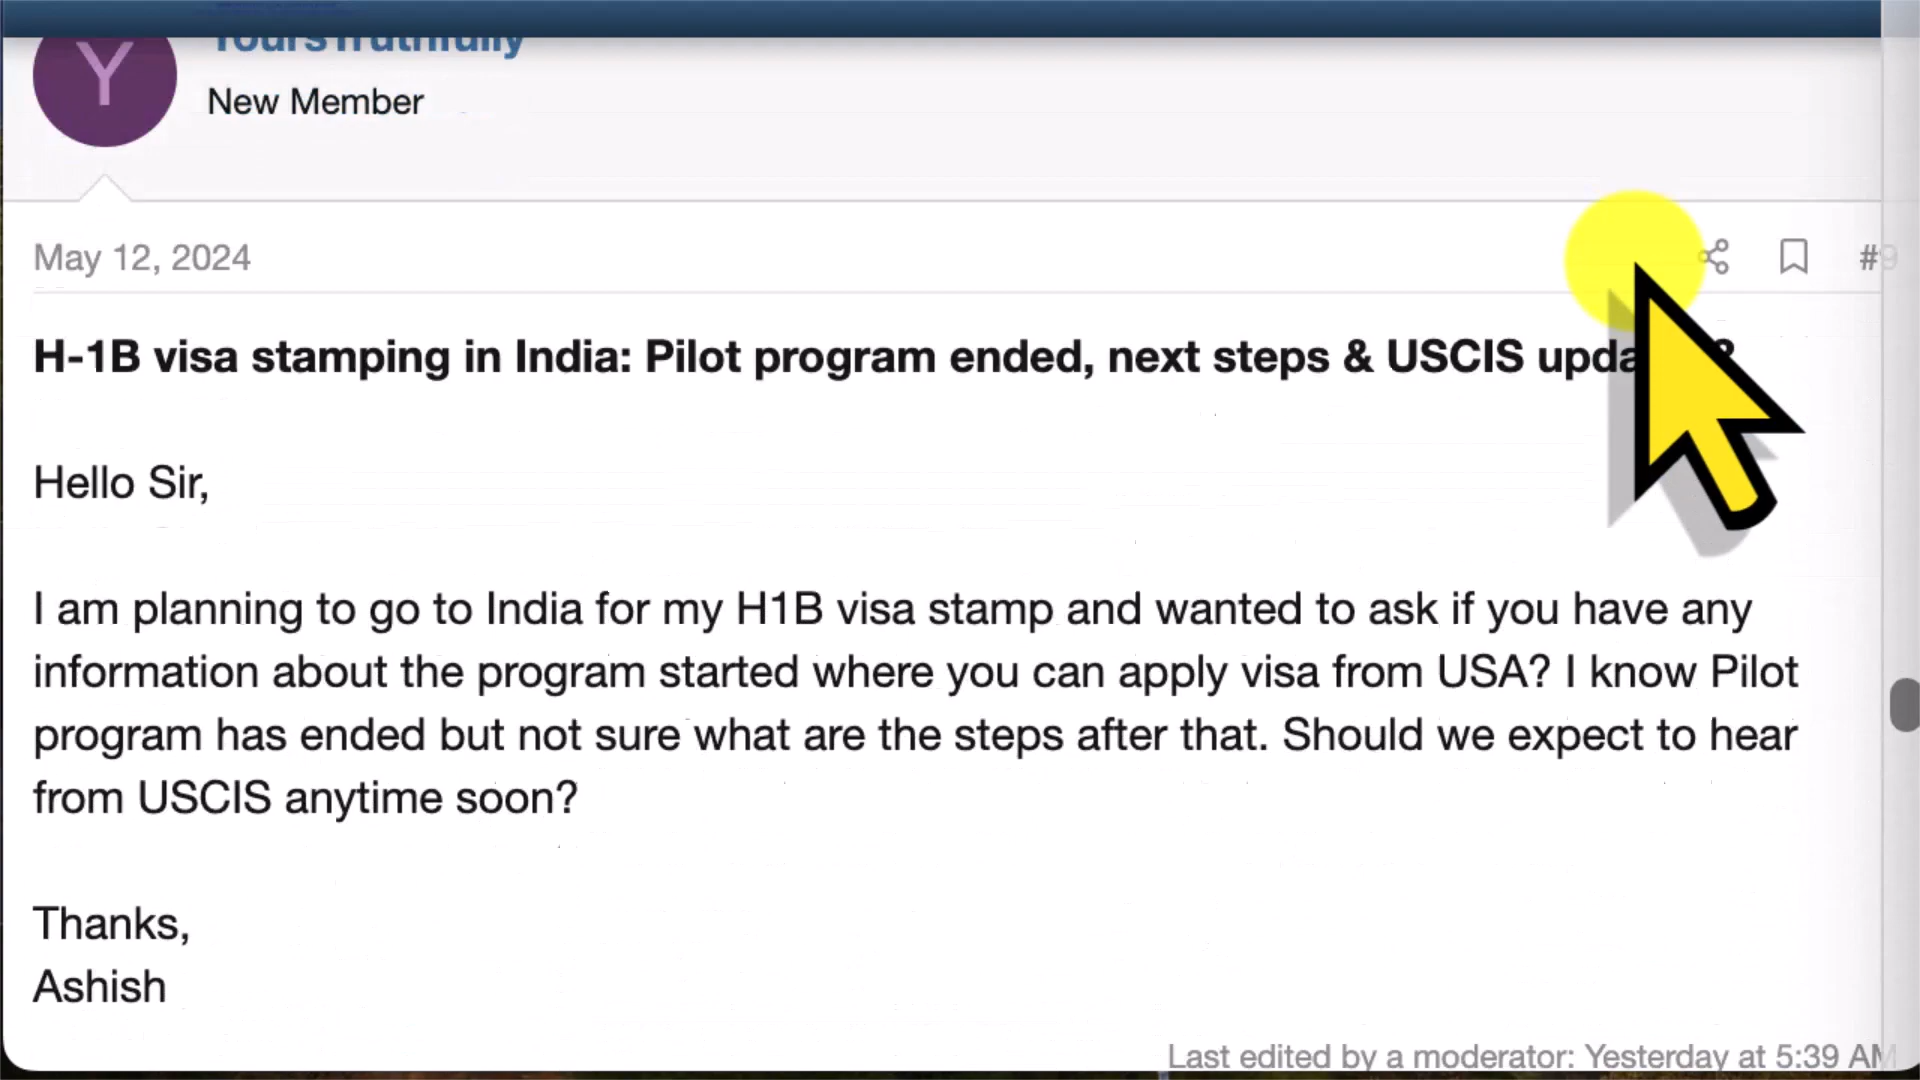 YoursTruthfully
Y
New Member
May 12, 2024
#9
H-1B visa stamping in India: Pilot program ended, next steps & USCIS
Hello Sir,
I am planning to go to India for my H1B visa stamp and wanted to ask if you have any
information about the program started where you can apply visa from USA? I know Pilot
program has ended but not sure what are the steps after that. Should we expect to hear
from USCIS anytime soon?
Thanks,
Ashish
Last edited by a moderator: Yesterday at 5:39 AM